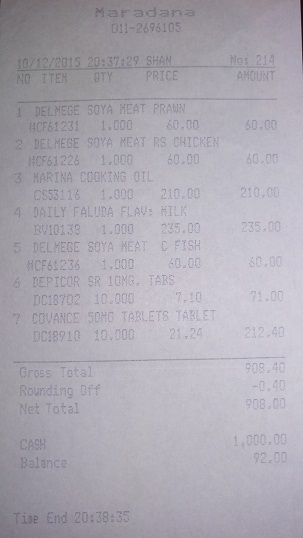 Maradana
011-2696105
10/12/2015 20:37:29 SHAN No: 214
NO ITEM QTY PRICE AMOUNT
1 DELMEGE SOYA MEAT PRAWN
HCF61231 1.000 60.00 60.00
2 DELMEGE SOYA MEAT RS CHICKEN
HCF61226 1.000 60.00 60.00
3 MARINA COOKING OIL
CS53116 1.000 210.00 210.00
4 DAILY FALUDA FLAV: MILK
BV10138 1.000 235.00 235.00
5 DELMEGE SOYA MEAT C FISH
HCF61236 1.000 60.00 60.00
6 DEPICOR SR 10MG. TABS
DC18702 10.000 7.10 71.00
7 COVANCE 50MG TABLETS TABLET
DC18910 10.000 21.24 212.40
Gross Total 908.40
Rounding Off -0.40
Net Total 908.00
CASH 1,000.00
Balance 92.00
Time End 20:38:35